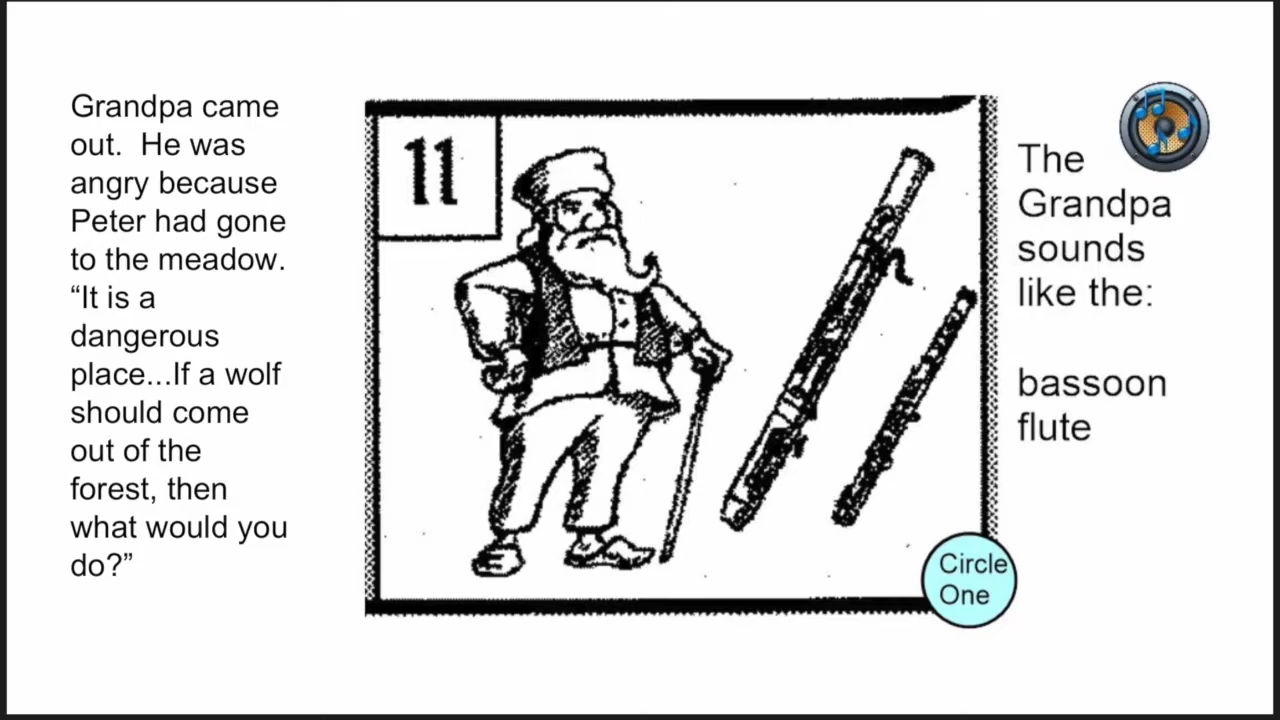 Grandpa came
out.  He was
angry because
Peter had gone
to the meadow.
“It is a
dangerous
place...If a wolf
should come
out of the
forest, then
what would you
do?”
11
The
Grandpa
sounds
like the:
bassoon
flute
Circle
One